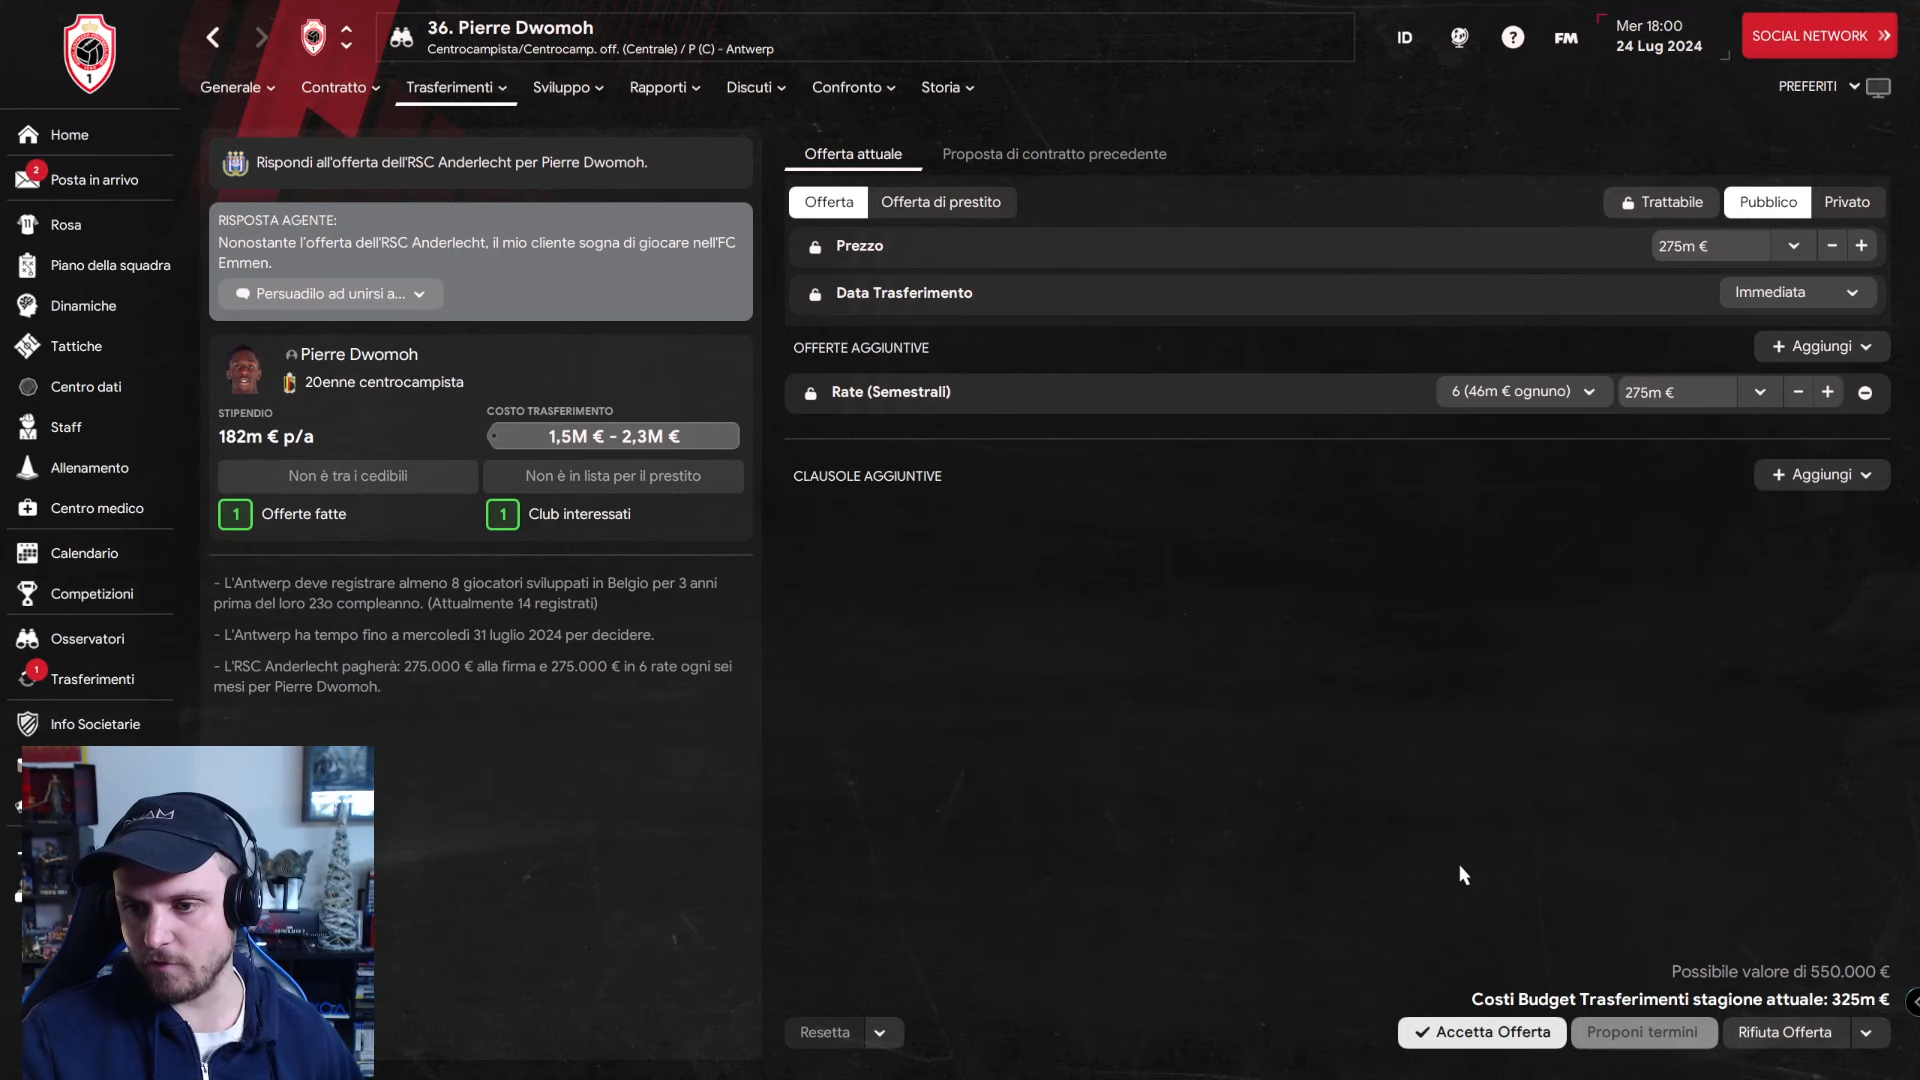 36. Pierre Dwomoh
Centrocampista/Centrocamp. off. (Centrale) / P (C) - Antwerp
ID
?
FM
Mer 18:00
24 Lug 2024
SOCIAL NETWORK
Generale
Contratto
Trasferimenti
Sviluppo
Rapporti
Discuti
Confronto
Storia
PREFERITI
1
Home
2
Posta in arrivo
11
Rosa
Piano della squadra
Dinamiche
Tattiche
Centro dati
Staff
Allenamento
Centro medico
Calendario
Competizioni
Osservatori
1
Trasferimenti
Info Societarie
Rispondi all'offerta dell'RSC Anderlecht per Pierre Dwomoh.
RISPOSTA AGENTE:
Nonostante l'offerta dell'RSC Anderlecht, il mio cliente sogna di giocare nell'FC
Emmen.
Persuadilo ad unirsi a...
Pierre Dwomoh
20enne centrocampista
STIPENDIO
COSTO TRASFERIMENTO
182m € p/a
1,5M € - 2,3M €
Non è tra i cedibili
Non è in lista per il prestito
1
Offerte fatte
1
Club interessati
- L'Antwerp deve registrare almeno 8 giocatori sviluppati in Belgio per 3 anni
prima del loro 23o compleanno. (Attualmente 14 registrati)
- L'Antwerp ha tempo fino a mercoledì 31 luglio 2024 per decidere.
- L'RSC Anderlecht pagherà: 275.000 € alla firma e 275.000 € in 6 rate ogni sei
mesi per Pierre Dwomoh.
Offerta attuale
Proposta di contratto precedente
Offerta
Offerta di prestito
Trattabile
Pubblico
Privato
Prezzo
275m €
Data Trasferimento
Immediata
OFFERTE AGGIUNTIVE
+ Aggiungi
Rate (Semestrali)
6 (46m € ognuno)
275m €
CLAUSOLE AGGIUNTIVE
+ Aggiungi
Possibile valore di 550.000 €
Costi Budget Trasferimenti stagione attuale: 325m €
Resetta
Accetta Offerta
Proponi termini
Rifiuta Offerta